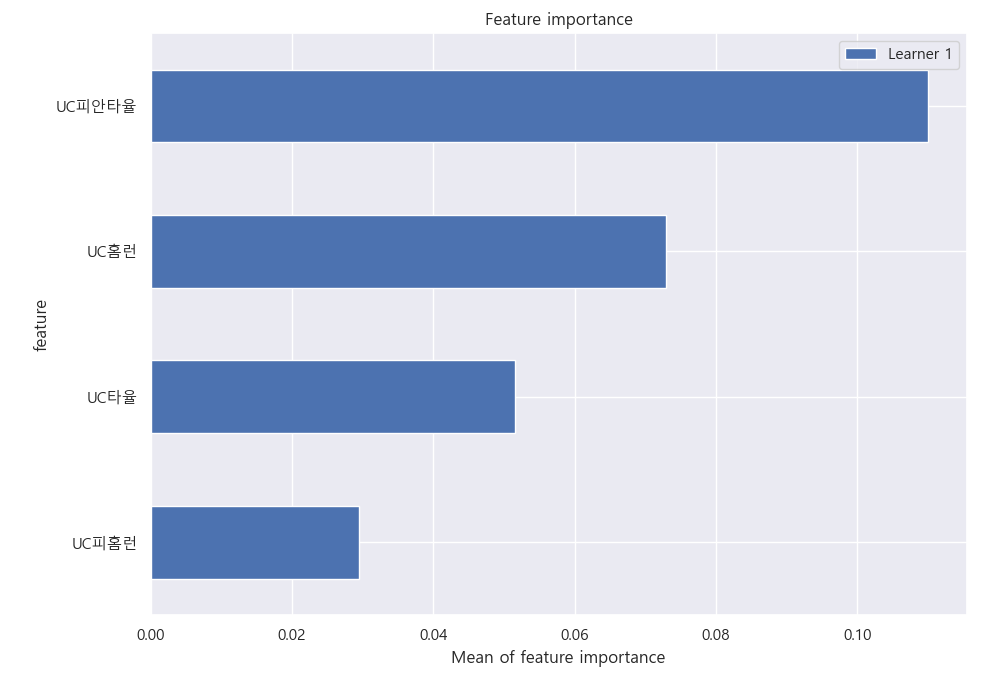 Feature importance
Learner 1
UC피안타율
UC홈런
UC타율
UC피홈런
feature
0.00 0.02 0.04 0.06 0.08 0.10
Mean of feature importance